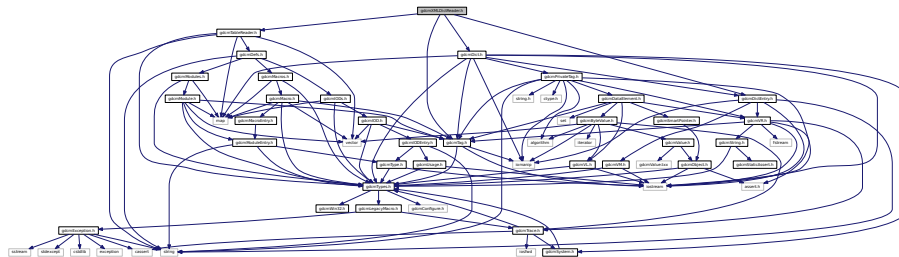 gdcmXMLDictReader.h
gdcmTableReader.h
gdcmDefs.h
gdcmDict.h
gdcmModules.h
gdcmMacros.h
gdcmPrivateTag.h
gdcmModule.h
gdcmMacro.h
gdcmIODs.h
string.h
ctype.h
gdcmDataElement.h
gdcmDictEntry.h
map
gdcmMacroEntry.h
gdcmIOD.h
set
gdcmByteValue.h
gdcmSmartPointer.h
gdcmVR.h
gdcmModuleEntry.h
vector
gdcmIODEntry.h
gdcmTag.h
algorithm
iterator
gdcmValue.h
gdcmString.h
fstream
gdcmType.h
gdcmUsage.h
iomanip
gdcmVL.h
gdcmVM.h
gdcmObject.h
gdcmStaticAssert.h
gdcmTypes.h
iostream
assert.h
gdcmWin32.h
gdcmLegacyMacro.h
gdcmConfigure.h
gdcmException.h
gdcmTrace.h
sstream
stdexcept
cstdlib
exception
cassert
string
iosfwd
gdcmSystem.h